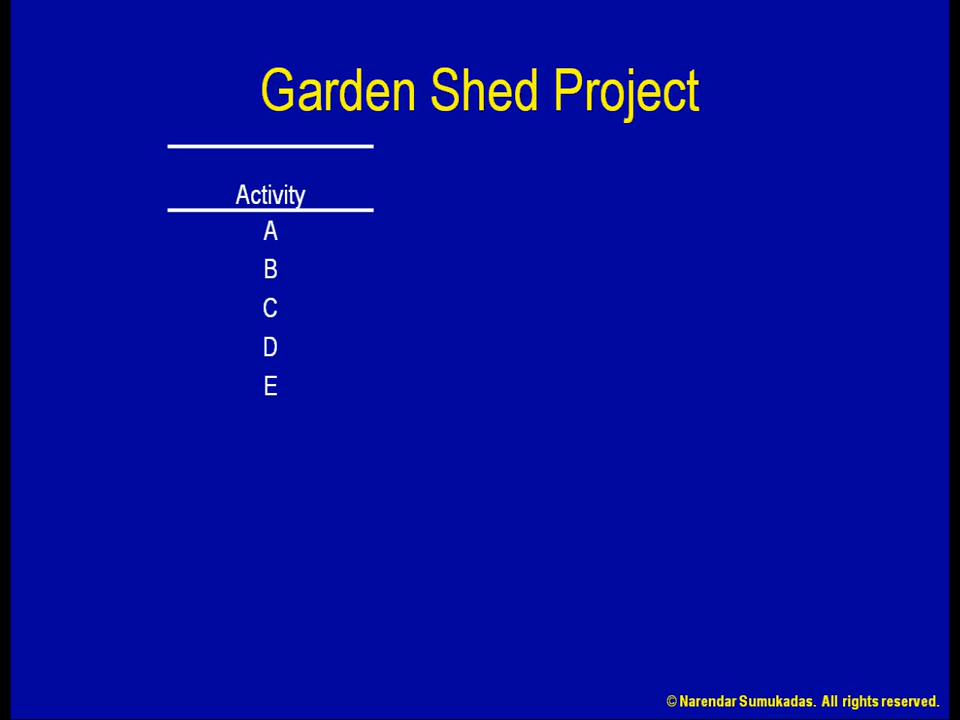 Garden Shed Project
Activity
A
B
C
D
E
© Narendar Sumukadas. All rights reserved.